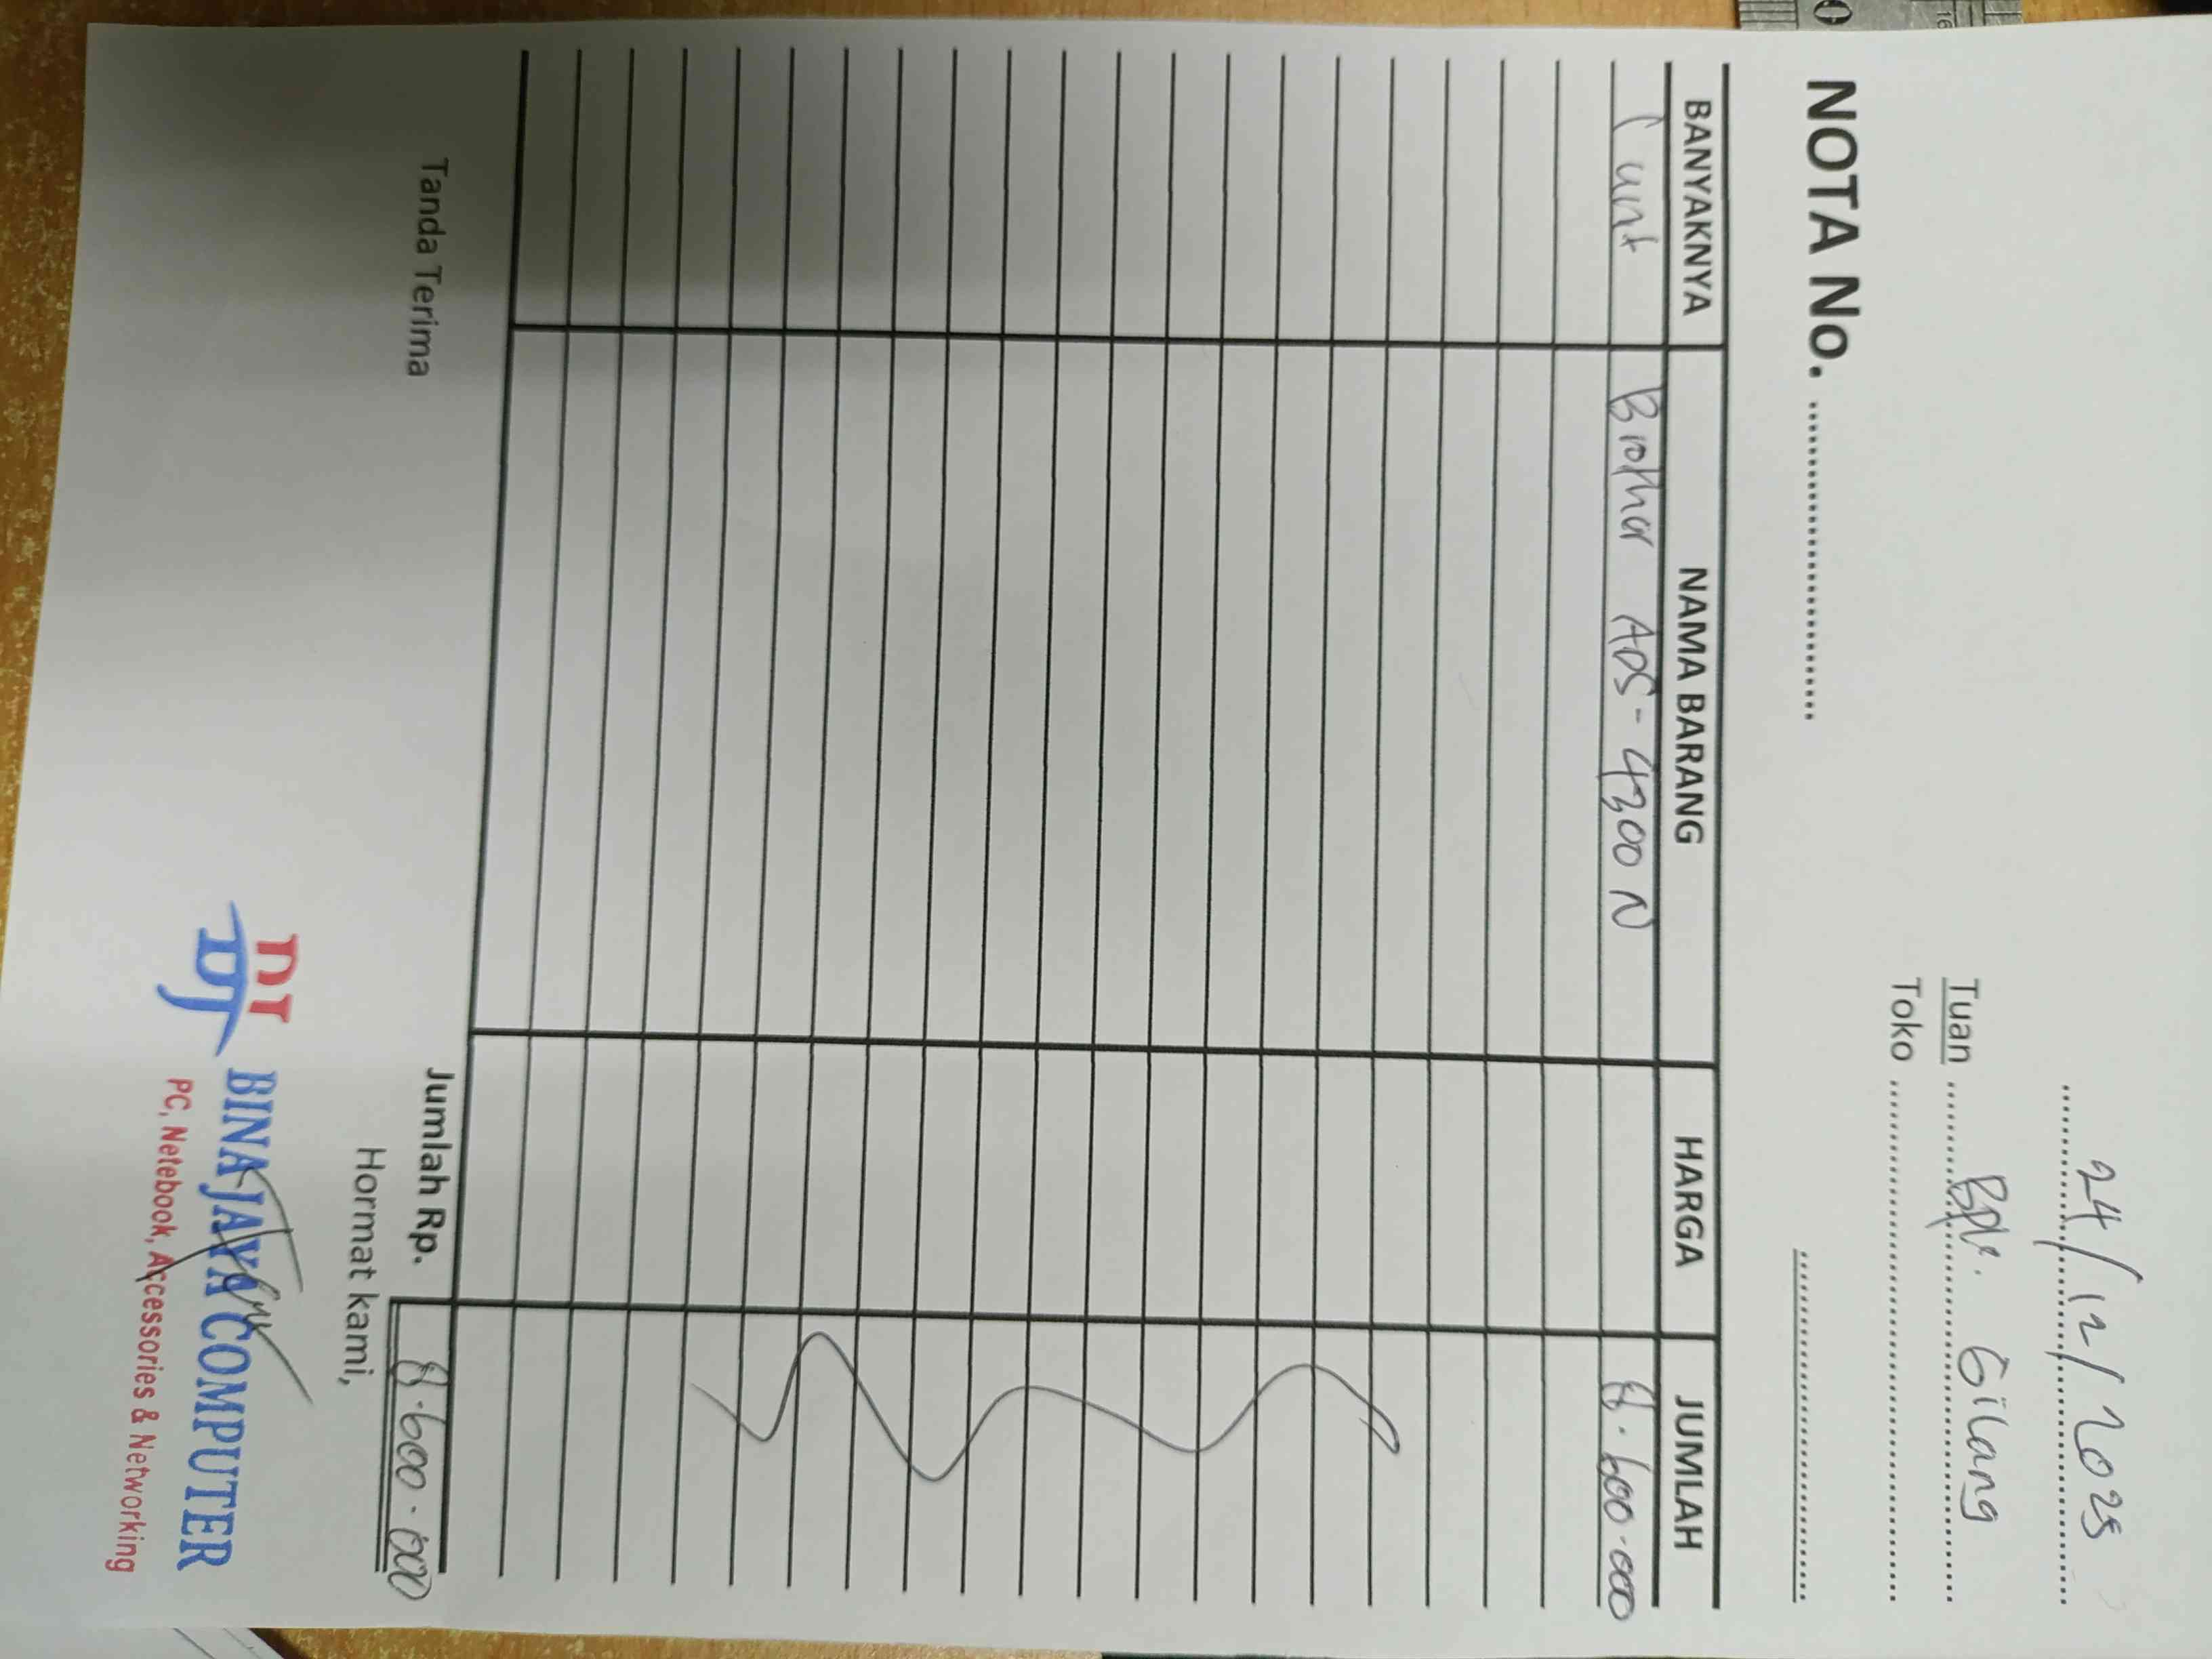 24/12/2025
Tuan Bpk. Gilang
Toko
NOTA No.
BANYAKNYA NAMA BARANG HARGA JUMLAH
1 unit Brother ADS-4300N 8.600.000
Jumlah Rp. 8.600.000
Tanda Terima Hormat kami,
BINA JAYA COMPUTER
PC, Netebook, Accessories & Networking